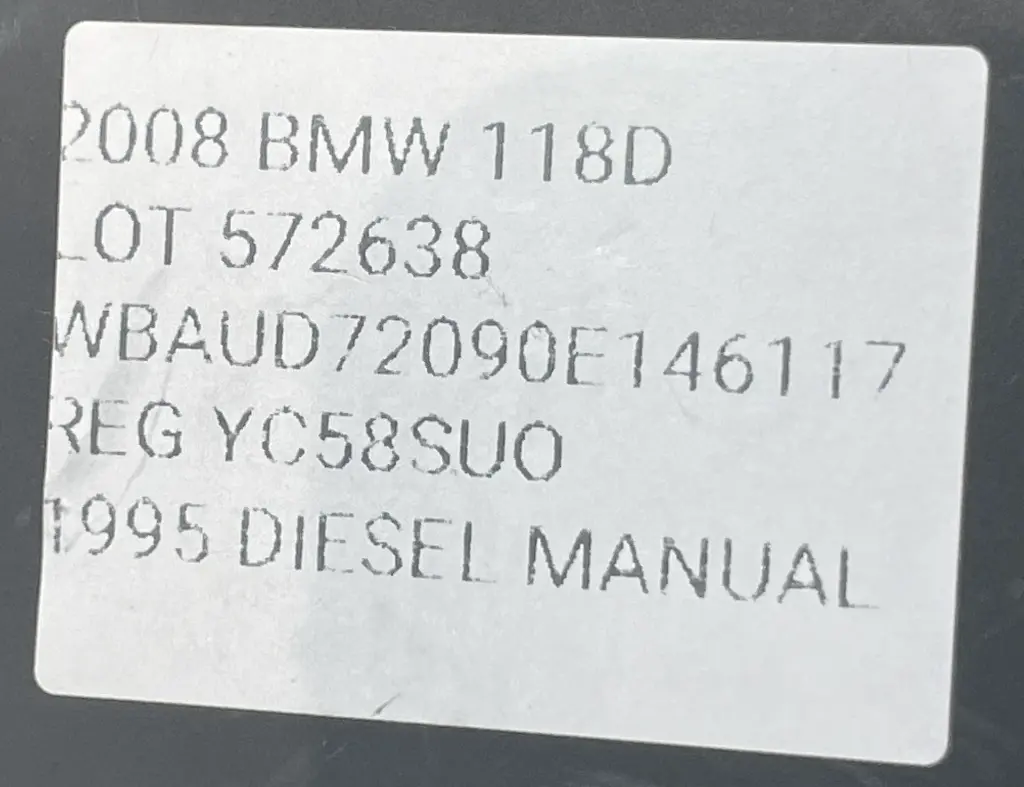 2008 BMW 118D
LOT 572638
WBAUD72090E146117
REG YC58SUO
1995 DIESEL MANUAL